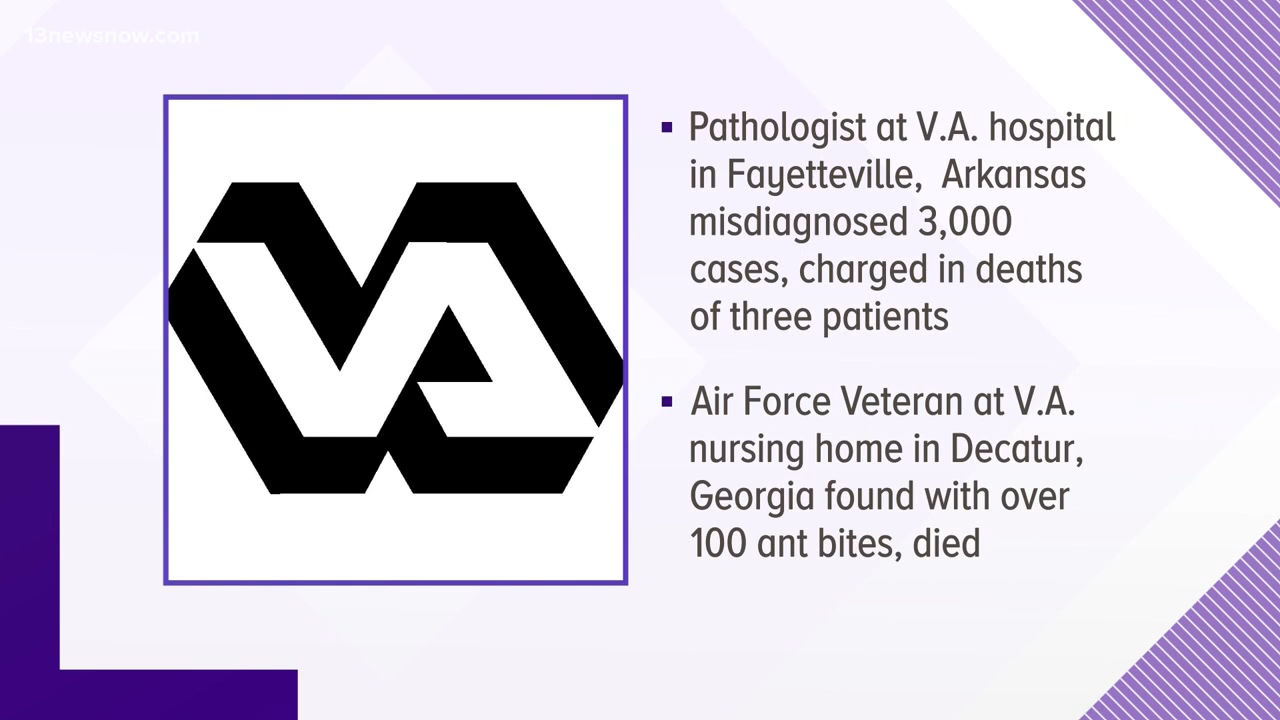 13newsnow.com
Pathologist at V.A. hospital
in Fayetteville, Arkansas
misdiagnosed 3,000
cases, charged in deaths
of three patients
Air Force Veteran at V.A.
nursing home in Decatur,
Georgia found with over
100 ant bites, died
VA